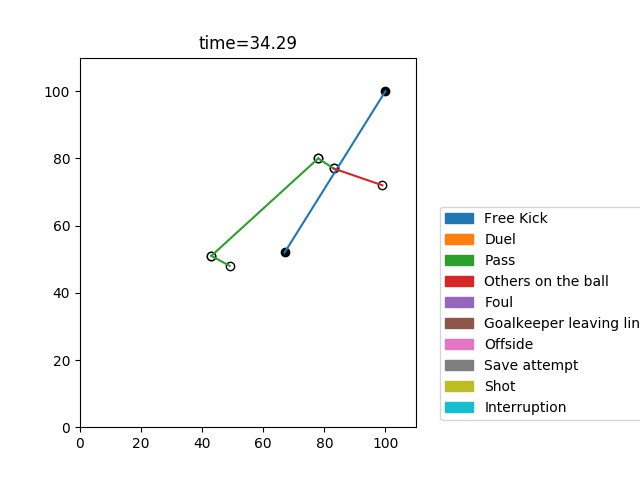 time=34.29
100
80
60
40
20
0
0 20 40 60 80 100
Free Kick
Duel
Pass
Others on the ball
Foul
Goalkeeper leaving lin
Offside
Save attempt
Shot
Interruption